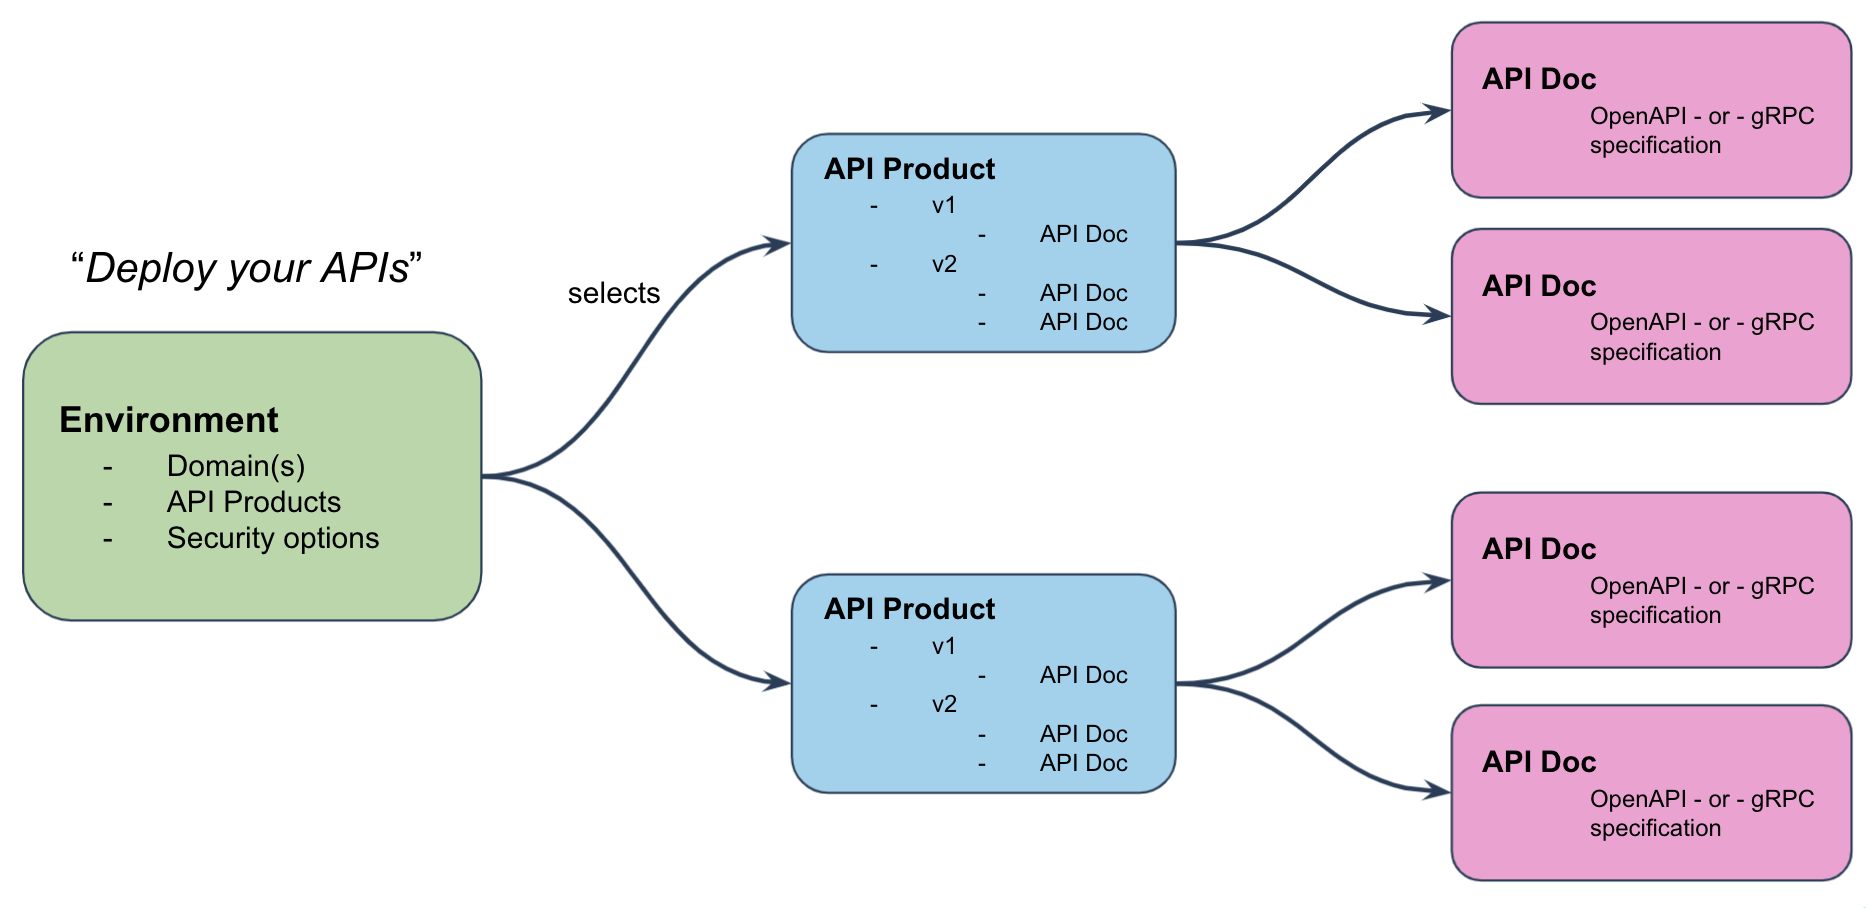 “Deploy your APIs”
Environment
- Domain(s)
- API Products
- Security options
selects
API Product
- v1
- API Doc
- v2
- API Doc
- API Doc
API Product
- v1
- API Doc
- v2
- API Doc
- API Doc
API Doc
OpenAPI - or - gRPC
specification
API Doc
OpenAPI - or - gRPC
specification
API Doc
OpenAPI - or - gRPC
specification
API Doc
OpenAPI - or - gRPC
specification